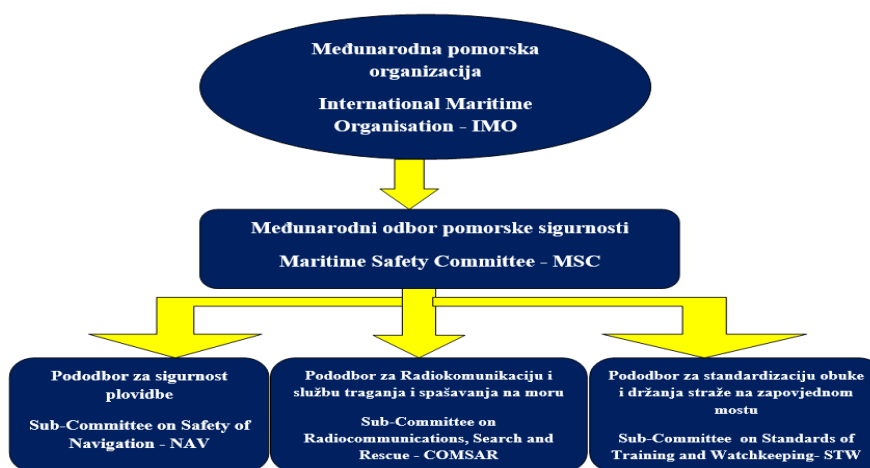 Međunarodna pomorska
organizacija
International Maritime
Organisation - IMO
Međunarodni odbor pomorske sigurnosti
Maritime Safety Committee - MSC
Pododbor za sigurnost
plovidbe
Sub-Committee on Safety of
Navigation - NAV
Pododbor za Radiokomunikaciju i
službu traganja i spašavanja na moru
Sub-Committee on
Radiocommunications, Search and
Rescue - COMSAR
Pododbor za standardizaciju obuke
i držanja straže na zapovjednom
mostu
Sub-Committee on Standards of
Training and Watchkeeping- STW